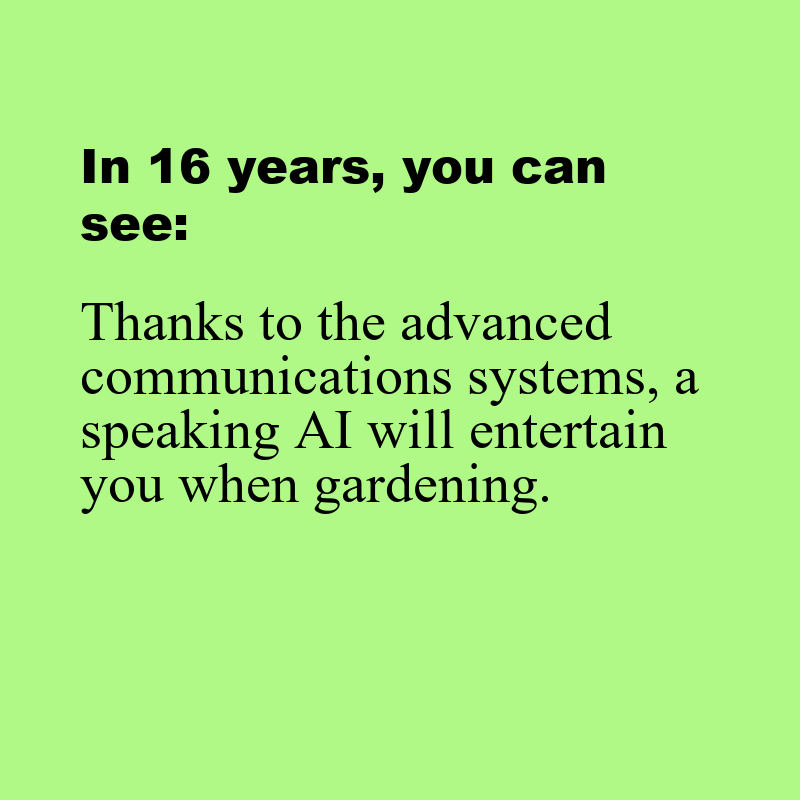 In 16 years, you can
see:
Thanks to the advanced
communications systems, a
speaking AI will entertain
you when gardening.